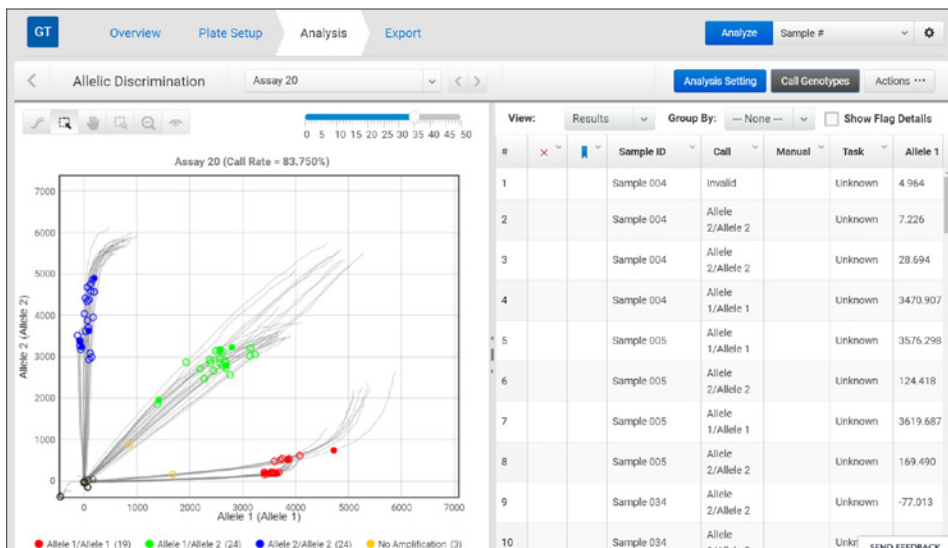 GT Overview Plate Setup Analysis Export Analyze Sample #
Allelic Discrimination Assay 20 Analysis Setting Call Genotypes Actions ···
View: Results Group By: --- None --- Show Flag Details
0 5 10 15 20 25 30 35 40 45 50
Assay 20 (Call Rate = 83.750%)
7000
6000
5000
4000
3000
2000
1000
0
Allele 2 (Allele 2)
0 1000 2000 3000 4000 5000 6000 7000
Allele 1 (Allele 1)
Allele 1/Allele 1 (19) Allele 1/Allele 2 (24) Allele 2/Allele 2 (24) No Amplification (3)
# Sample ID Call Manual Task Allele 1
1 Sample 004 Invalid Unknown 4.964
2 Sample 004 Allele 2/Allele 2 Unknown 7.226
3 Sample 004 Allele 2/Allele 2 Unknown 28.694
4 Sample 004 Allele 1/Allele 1 Unknown 3470.907
5 Sample 004 Allele 1/Allele 1 Unknown 3576.298
6 Sample 005 Allele 2/Allele 2 Unknown 124.418
7 Sample 005 Allele 1/Allele 1 Unknown 3619.687
8 Sample 005 Allele 2/Allele 2 Unknown 169.490
9 Sample 034 Allele 2/Allele 2 Unknown -77.013
10 Sample 034 Allele
SEND FEEDBACK